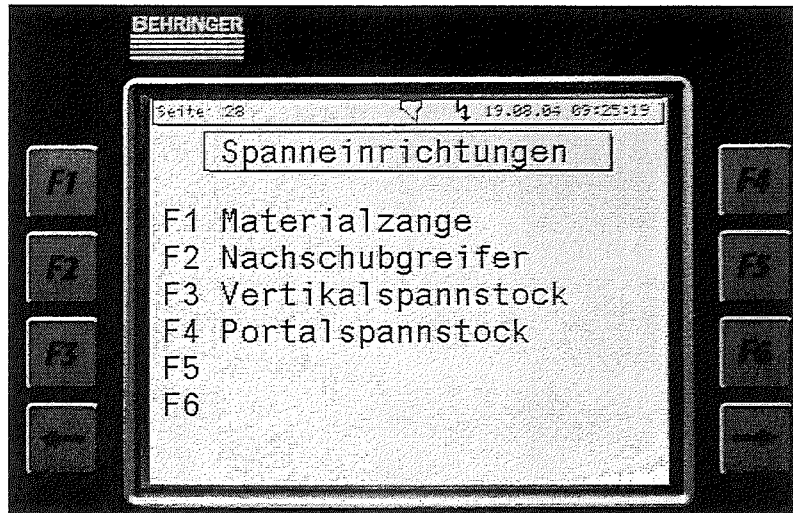 BEHRINGER
Seite: 28 19.08.04 09:25:19
Spanneinrichtungen
F1 Materialzange
F2 Nachschubgreifer
F3 Vertikalspannstock
F4 Portalspannstock
F5
F6
F1
F2
F3
F4
F5
F6